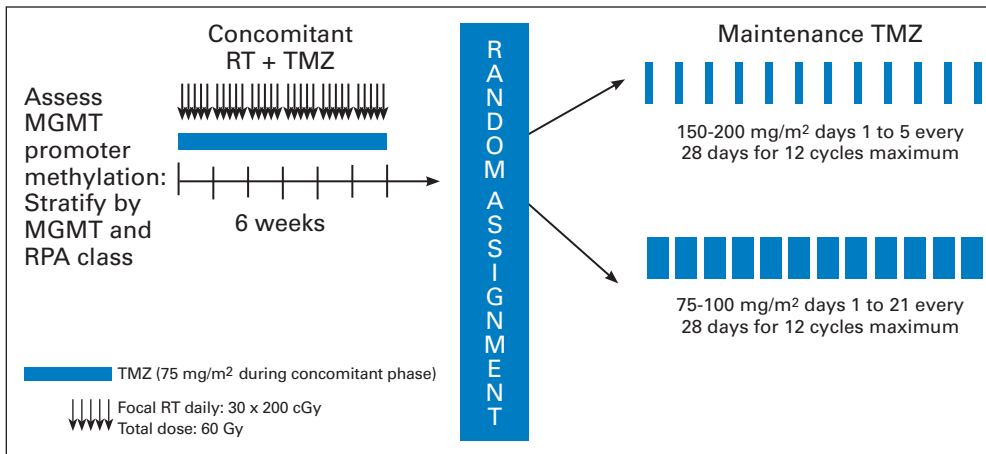 Concomitant
RT + TMZ
Assess
MGMT
promoter
methylation:
Stratify by
MGMT and
RPA class
6 weeks
TMZ (75 mg/m² during concomitant phase)
Focal RT daily: 30 x 200 cGy
Total dose: 60 Gy
RANDOM ASSIGNMENT
Maintenance TMZ
150-200 mg/m² days 1 to 5 every
28 days for 12 cycles maximum
75-100 mg/m² days 1 to 21 every
28 days for 12 cycles maximum